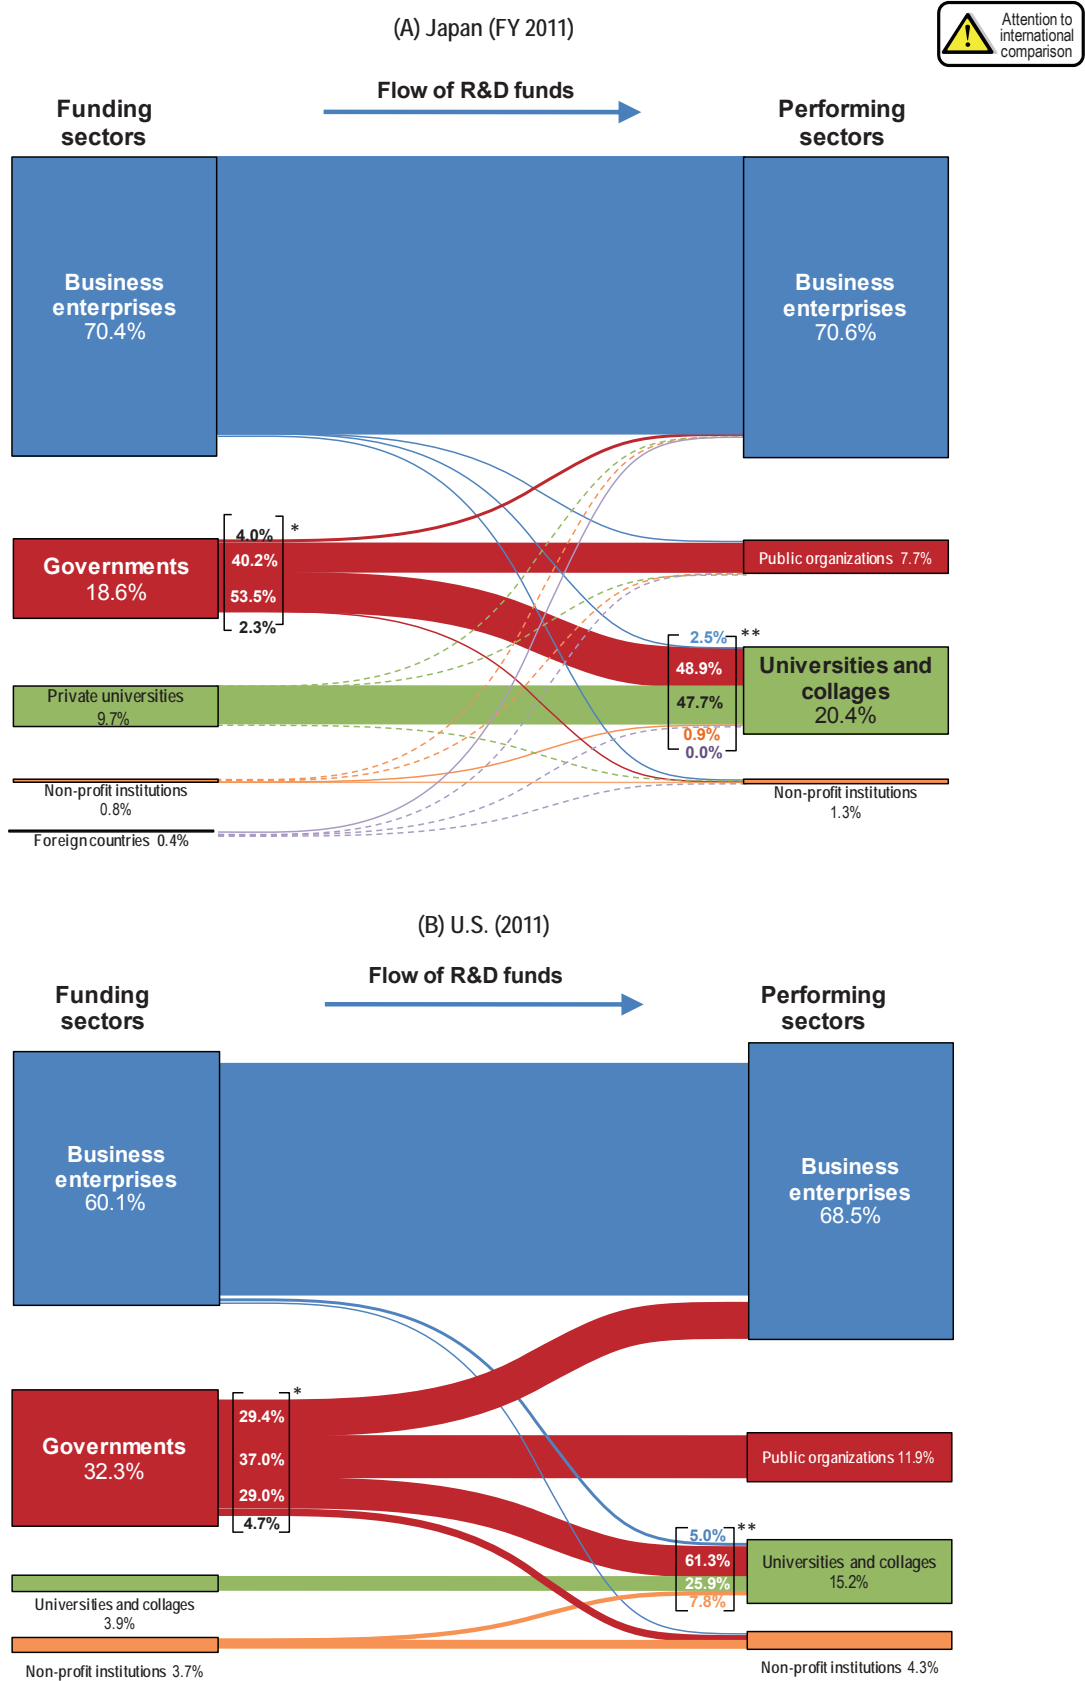 (A) Japan (FY 2011)
Attention to
international
comparison
Flow of R&D funds
Funding
sectors
Performing
sectors
Business
enterprises
70.4%
Business
enterprises
70.6%
4.0%
*
Governments
18.6%
40.2%
53.5%
2.3%
Public organizations 7.7%
2.5%
**
48.9%
47.7%
0.9%
0.0%
Universities and
collages
20.4%
Private universities
9.7%
Non-profit institutions
0.8%
Non-profit institutions
1.3%
Foreign countries 0.4%
(B) U.S. (2011)
Flow of R&D funds
Funding
sectors
Performing
sectors
Business
enterprises
60.1%
Business
enterprises
68.5%
*
29.4%
37.0%
29.0%
4.7%
Governments
32.3%
Public organizations 11.9%
5.0%
**
61.3%
25.9%
7.8%
Universities and collages
15.2%
Universities and collages
3.9%
Non-profit institutions 3.7%
Non-profit institutions 4.3%